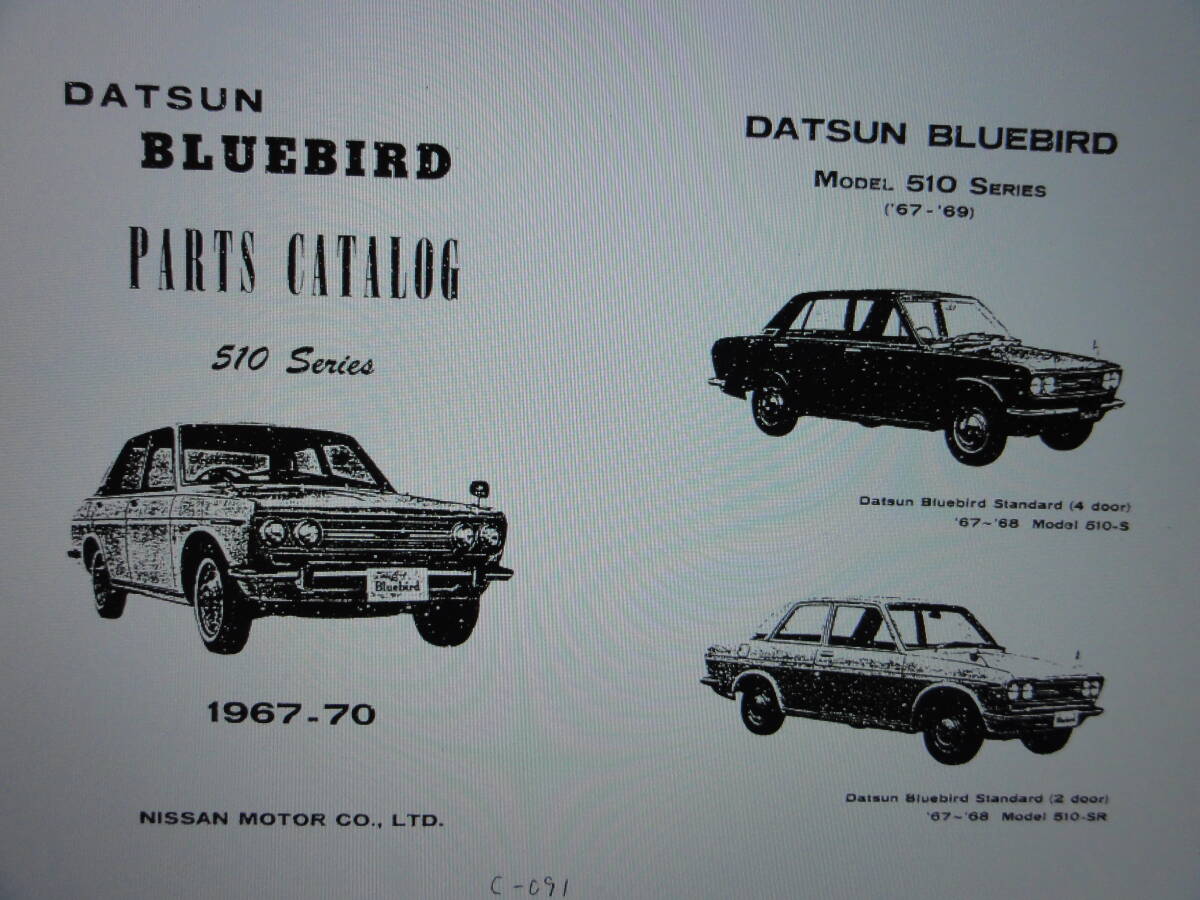 DATSUN
BLUEBIRD
PARTS CATALOG
510 Series
Bluebird
1967-70
NISSAN MOTOR CO., LTD.
DATSUN BLUEBIRD
MODEL 510 SERIES
('67-'69)
Datsun Bluebird Standard (4 door)
'67~'68 Model 510-S
Bluebird
Datsun Bluebird Standard (2 door)
'67~'68 Model 510-SR
C-091